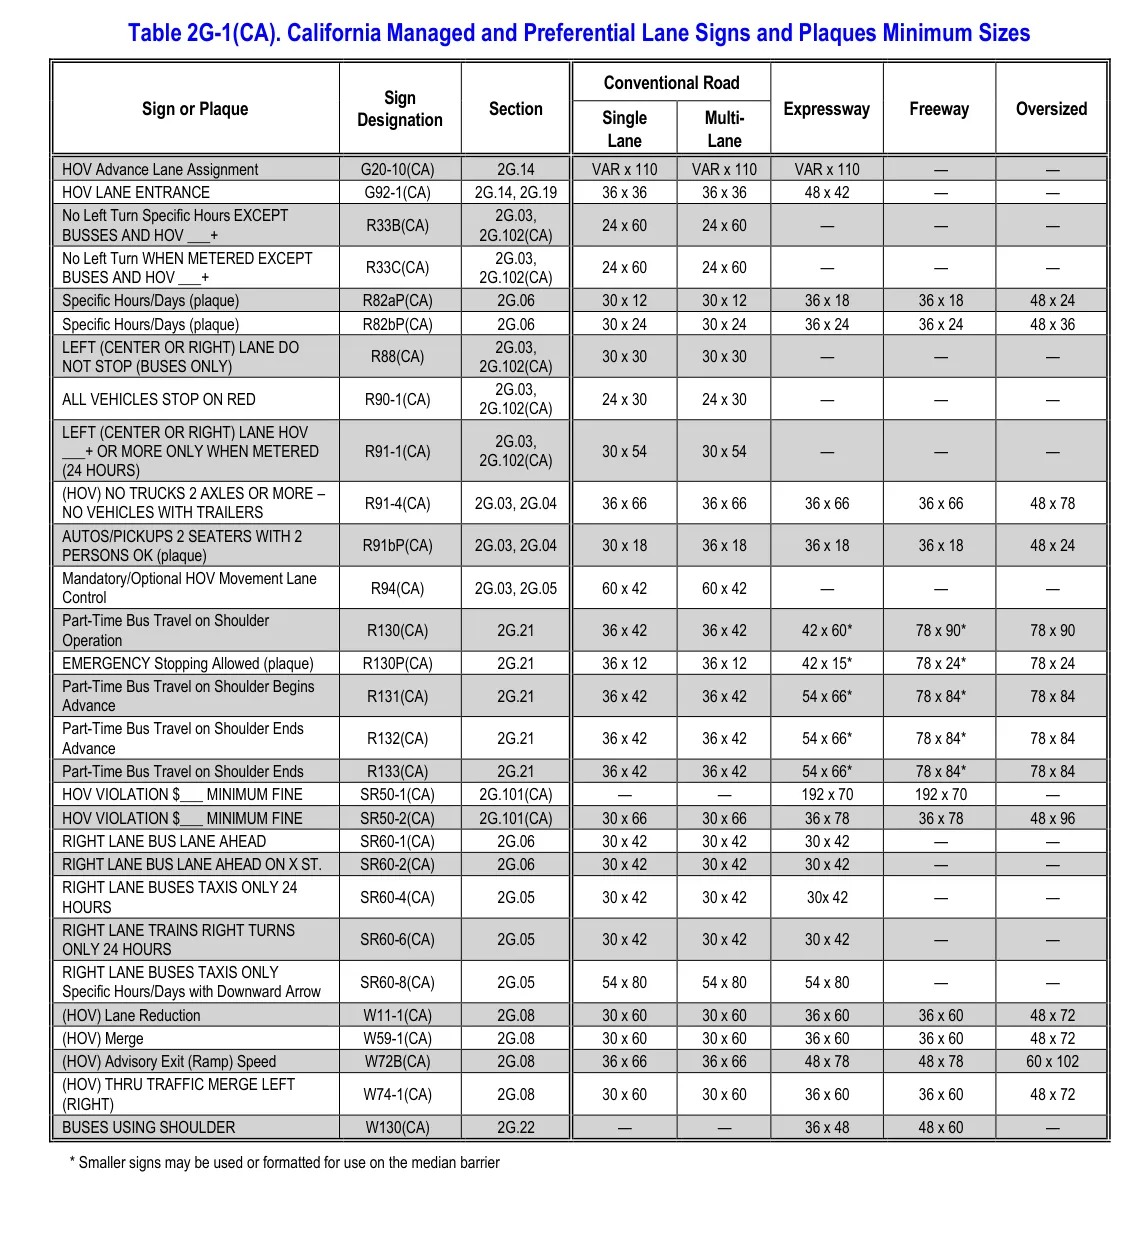 Table 2G-1(CA). California Managed and Preferential Lane Signs and Plaques Minimum Sizes
Sign or Plaque Sign Designation Section Conventional Road Single Lane Multi-Lane Expressway Freeway Oversized
HOV Advance Lane Assignment G20-10(CA) 2G.14 VAR x 110 VAR x 110 VAR x 110 — —
HOV LANE ENTRANCE G92-1(CA) 2G.14, 2G.19 36 x 36 36 x 36 48 x 42 — —
No Left Turn Specific Hours EXCEPT BUSSES AND HOV ___+ R33B(CA) 2G.03, 2G.102(CA) 24 x 60 24 x 60 — — —
No Left Turn WHEN METERED EXCEPT BUSES AND HOV ___+ R33C(CA) 2G.03, 2G.102(CA) 24 x 60 24 x 60 — — —
Specific Hours/Days (plaque) R82aP(CA) 2G.06 30 x 12 30 x 12 36 x 18 36 x 18 48 x 24
Specific Hours/Days (plaque) R82bP(CA) 2G.06 30 x 24 30 x 24 36 x 24 36 x 24 48 x 36
LEFT (CENTER OR RIGHT) LANE DO NOT STOP (BUSES ONLY) R88(CA) 2G.03, 2G.102(CA) 30 x 30 30 x 30 — — —
ALL VEHICLES STOP ON RED R90-1(CA) 2G.03, 2G.102(CA) 24 x 30 24 x 30 — — —
LEFT (CENTER OR RIGHT) LANE HOV ___+ OR MORE ONLY WHEN METERED (24 HOURS) R91-1(CA) 2G.03, 2G.102(CA) 30 x 54 30 x 54 — — —
(HOV) NO TRUCKS 2 AXLES OR MORE – NO VEHICLES WITH TRAILERS R91-4(CA) 2G.03, 2G.04 36 x 66 36 x 66 36 x 66 36 x 66 48 x 78
AUTOS/PICKUPS 2 SEATERS WITH 2 PERSONS OK (plaque) R91bP(CA) 2G.03, 2G.04 30 x 18 36 x 18 36 x 18 36 x 18 48 x 24
Mandatory/Optional HOV Movement Lane Control R94(CA) 2G.03, 2G.05 60 x 42 60 x 42 — — —
Part-Time Bus Travel on Shoulder Operation R130(CA) 2G.21 36 x 42 36 x 42 42 x 60* 78 x 90* 78 x 90
EMERGENCY Stopping Allowed (plaque) R130P(CA) 2G.21 36 x 12 36 x 12 42 x 15* 78 x 24* 78 x 24
Part-Time Bus Travel on Shoulder Begins Advance R131(CA) 2G.21 36 x 42 36 x 42 54 x 66* 78 x 84* 78 x 84
Part-Time Bus Travel on Shoulder Ends Advance R132(CA) 2G.21 36 x 42 36 x 42 54 x 66* 78 x 84* 78 x 84
Part-Time Bus Travel on Shoulder Ends R133(CA) 2G.21 36 x 42 36 x 42 54 x 66* 78 x 84* 78 x 84
HOV VIOLATION $___ MINIMUM FINE SR50-1(CA) 2G.101(CA) — — 192 x 70 192 x 70 —
HOV VIOLATION $___ MINIMUM FINE SR50-2(CA) 2G.101(CA) 30 x 66 30 x 66 36 x 78 36 x 78 48 x 96
RIGHT LANE BUS LANE AHEAD SR60-1(CA) 2G.06 30 x 42 30 x 42 30 x 42 — —
RIGHT LANE BUS LANE AHEAD ON X ST. SR60-2(CA) 2G.06 30 x 42 30 x 42 30 x 42 — —
RIGHT LANE BUSES TAXIS ONLY 24 HOURS SR60-4(CA) 2G.05 30 x 42 30 x 42 30x 42 — —
RIGHT LANE TRAINS RIGHT TURNS ONLY 24 HOURS SR60-6(CA) 2G.05 30 x 42 30 x 42 30 x 42 — —
RIGHT LANE BUSES TAXIS ONLY Specific Hours/Days with Downward Arrow SR60-8(CA) 2G.05 54 x 80 54 x 80 54 x 80 — —
(HOV) Lane Reduction W11-1(CA) 2G.08 30 x 60 30 x 60 36 x 60 36 x 60 48 x 72
(HOV) Merge W59-1(CA) 2G.08 30 x 60 30 x 60 36 x 60 36 x 60 48 x 72
(HOV) Advisory Exit (Ramp) Speed W72B(CA) 2G.08 36 x 66 36 x 66 48 x 78 48 x 78 60 x 102
(HOV) THRU TRAFFIC MERGE LEFT (RIGHT) W74-1(CA) 2G.08 30 x 60 30 x 60 36 x 60 36 x 60 48 x 72
BUSES USING SHOULDER W130(CA) 2G.22 — — 36 x 48 48 x 60 —
* Smaller signs may be used or formatted for use on the median barrier